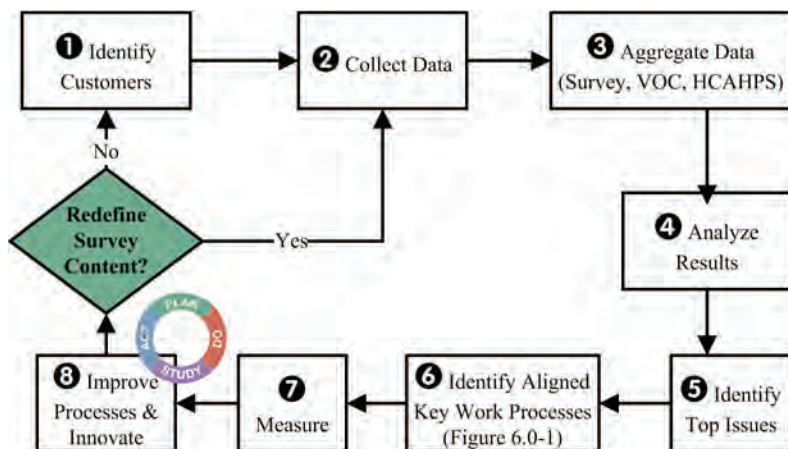 ❶ Identify
Customers
❷ Collect Data
❸ Aggregate Data
(Survey, VOC, HCAHPS)
No
Redefine
Survey
Content?
Yes
❹ Analyze
Results
PLAN
DO
STUDY
ACT
❽ Improve
Processes &
Innovate
❼
Measure
❻ Identify Aligned
Key Work Processes
(Figure 6.0-1)
❺ Identify
Top Issues